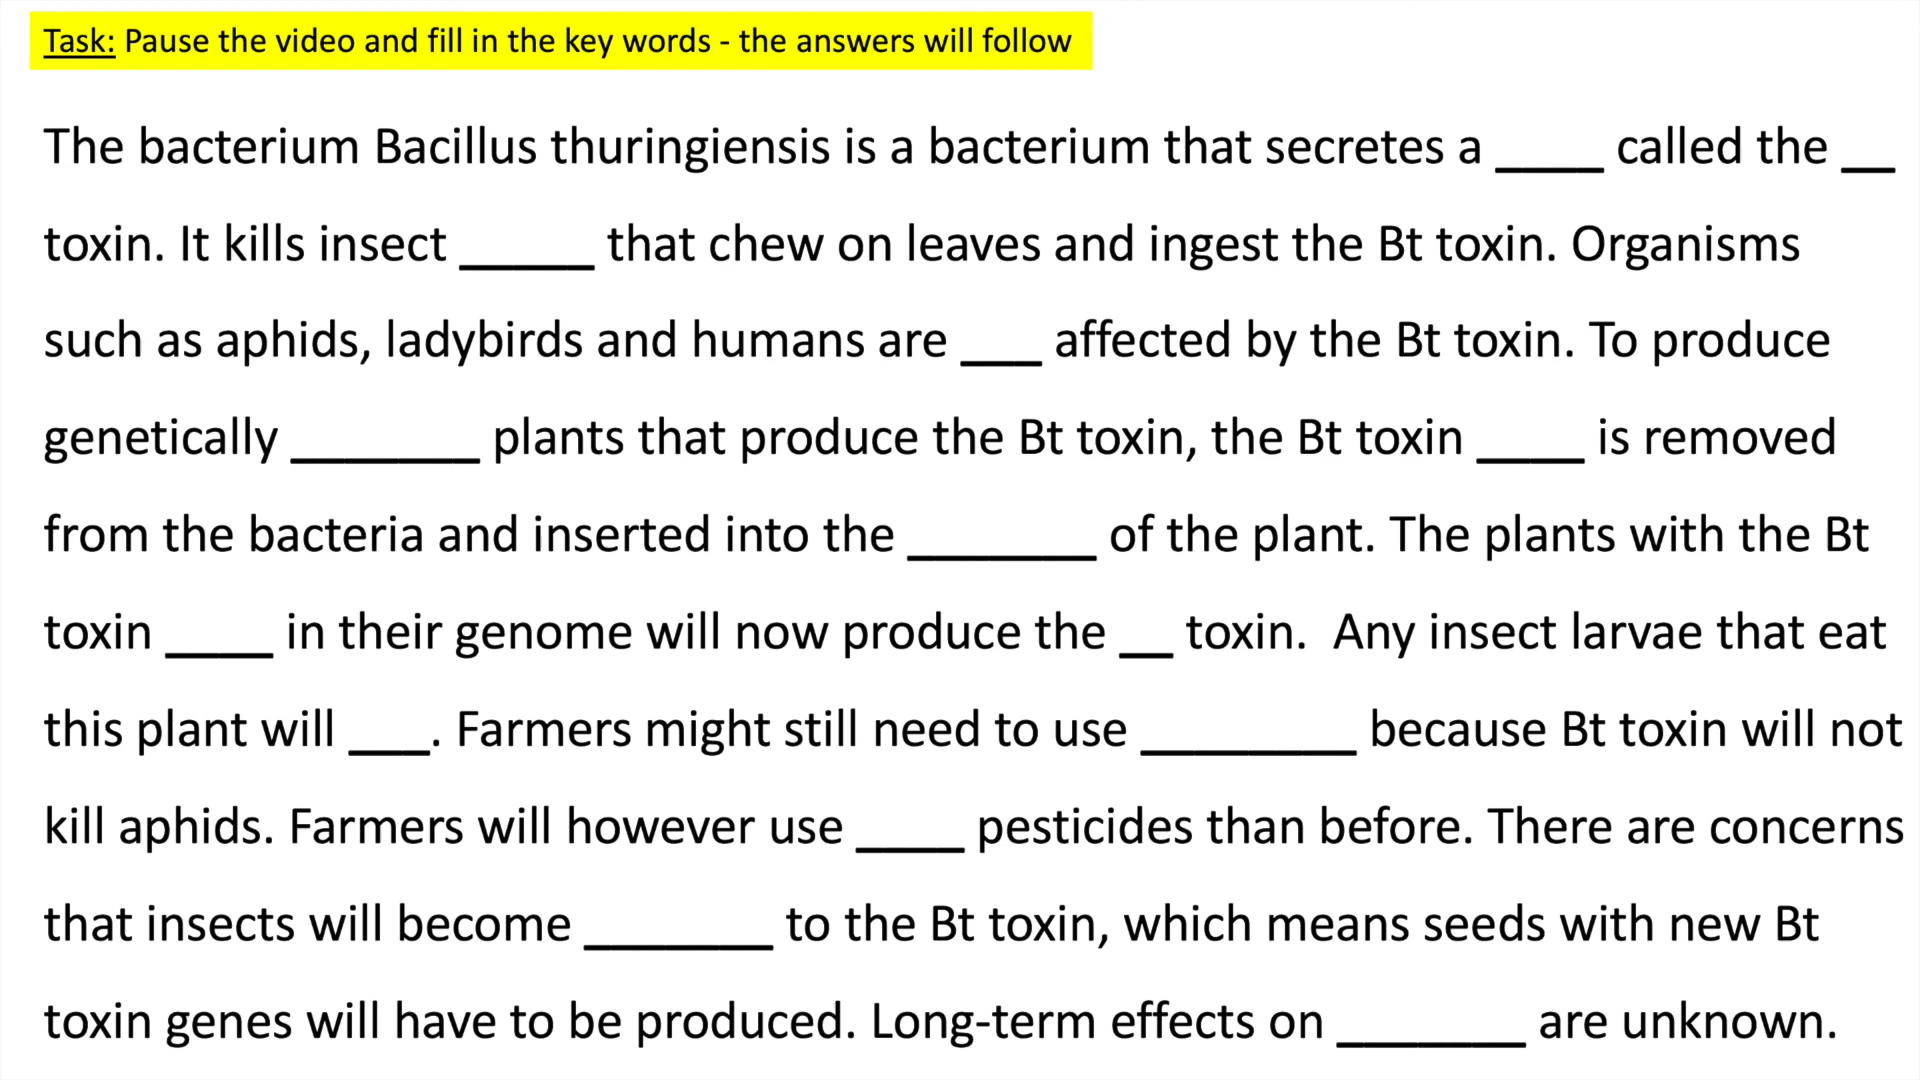 Task: Pause the video and fill in the key words - the answers will follow
The bacterium Bacillus thuringiensis is a bacterium that secretes a ____ called the __
toxin. It kills insect _____ that chew on leaves and ingest the Bt toxin. Organisms
such as aphids, ladybirds and humans are ___ affected by the Bt toxin. To produce
genetically _______ plants that produce the Bt toxin, the Bt toxin ____ is removed
from the bacteria and inserted into the _______ of the plant. The plants with the Bt
toxin ____ in their genome will now produce the __ toxin.  Any insect larvae that eat
this plant will ___. Farmers might still need to use ________ because Bt toxin will not
kill aphids. Farmers will however use ____ pesticides than before. There are concerns
that insects will become _______ to the Bt toxin, which means seeds with new Bt
toxin genes will have to be produced. Long-term effects on _______ are unknown.